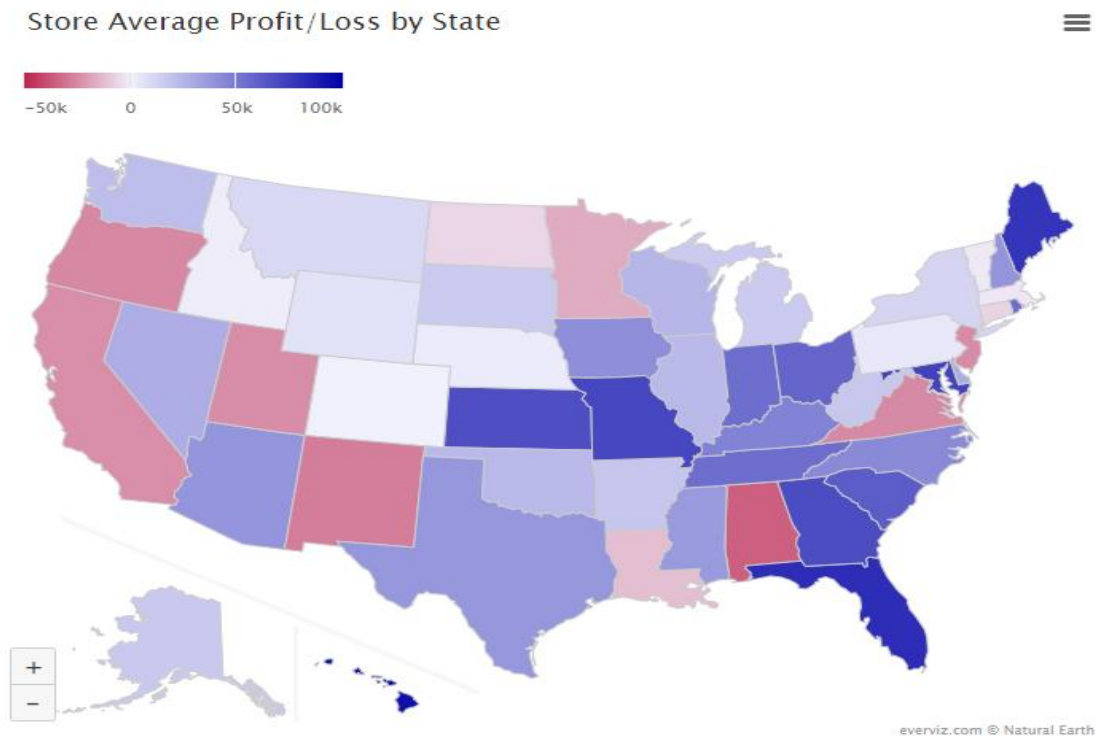 Store Average Profit/Loss by State
-50k 0 50k 100k
+
−
everviz.com © Natural Earth